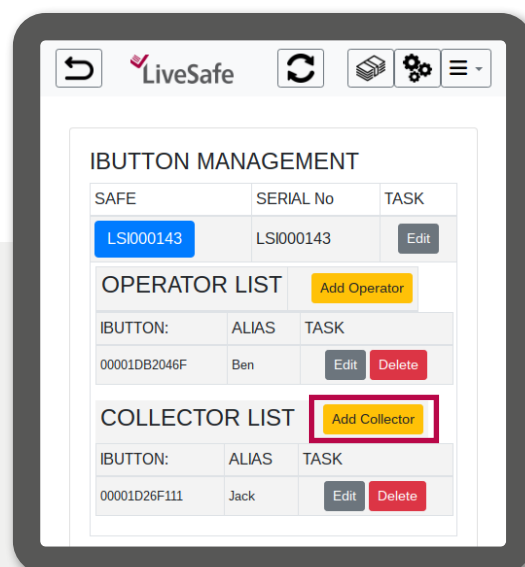 LiveSafe
IBUTTON MANAGEMENT
SAFE SERIAL No TASK
LSI000143 LSI000143 Edit
OPERATOR LIST Add Operator
IBUTTON: ALIAS TASK
00001DB2046F Ben Edit Delete
COLLECTOR LIST Add Collector
IBUTTON: ALIAS TASK
00001D26F111 Jack Edit Delete